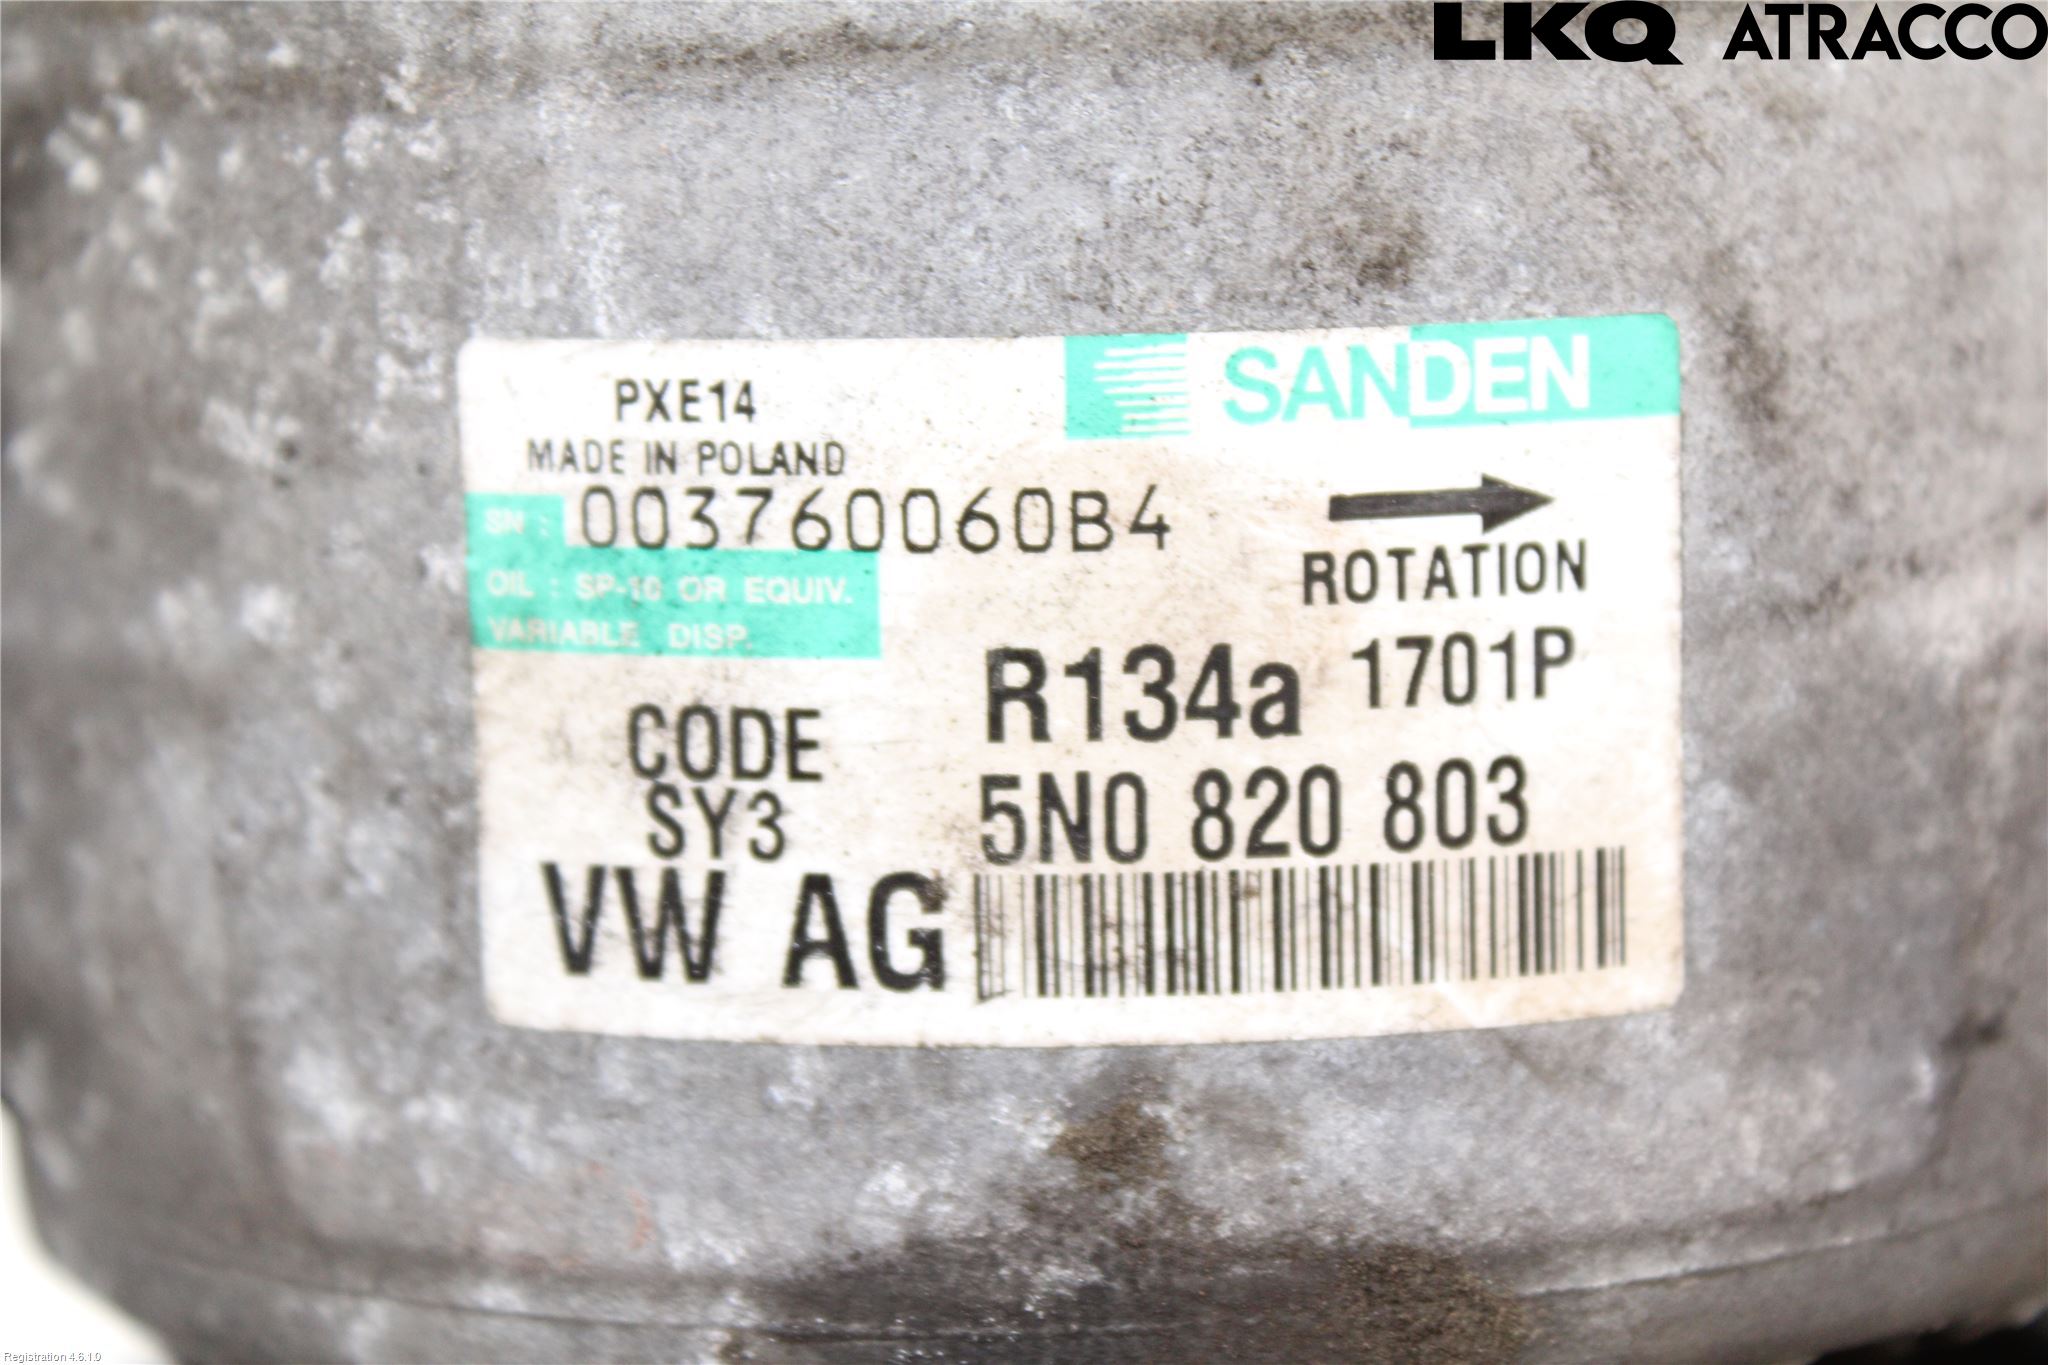 LKQ ATRACCO
SANDEN
PXE14
MADE IN POLAND
SN : 003760060B4
ROTATION
OIL : SP-10 OR EQUIV.
VARIABLE DISP.
R134a 1701P
CODE
SY3
5N0 820 803
VW AG
Registration 4.6.1.0